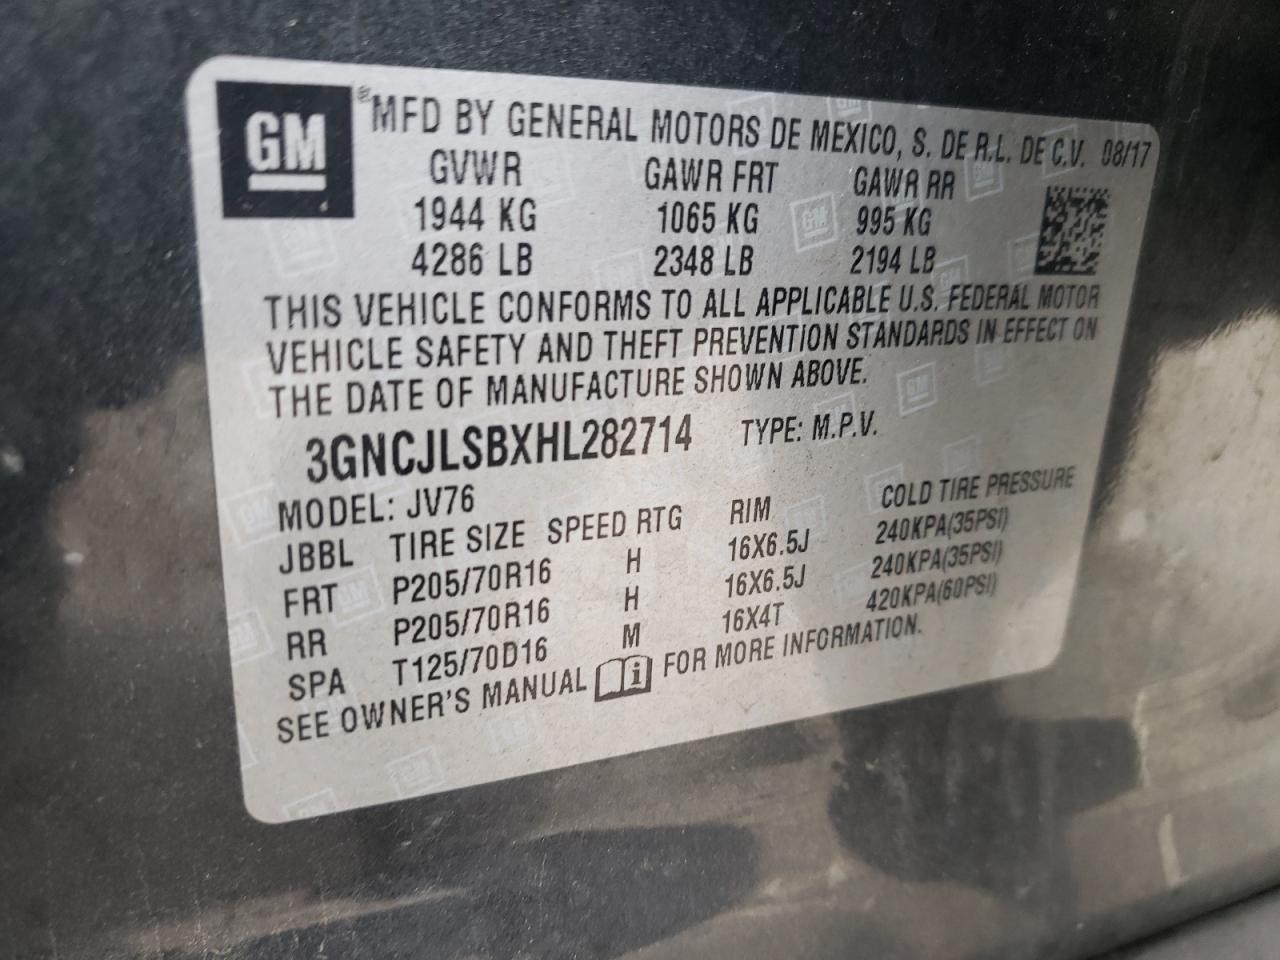 GM
® MFD BY GENERAL MOTORS DE MEXICO, S. DE R.L. DE C.V. 08/17
GVWR GAWR FRT GAWR RR
1944 KG 1065 KG 995 KG
4286 LB 2348 LB 2194 LB
THIS VEHICLE CONFORMS TO ALL APPLICABLE U.S. FEDERAL MOTOR
VEHICLE SAFETY AND THEFT PREVENTION STANDARDS IN EFFECT ON
THE DATE OF MANUFACTURE SHOWN ABOVE.
3GNCJLSBXHL282714 TYPE: M.P.V.
MODEL: JV76
JBBL TIRE SIZE SPEED RTG RIM COLD TIRE PRESSURE
FRT P205/70R16 H 16X6.5J 240KPA(35PSI)
RR P205/70R16 H 16X6.5J 240KPA(35PSI)
SPA T125/70D16 M 16X4T 420KPA(60PSI)
SEE OWNER'S MANUAL i FOR MORE INFORMATION.